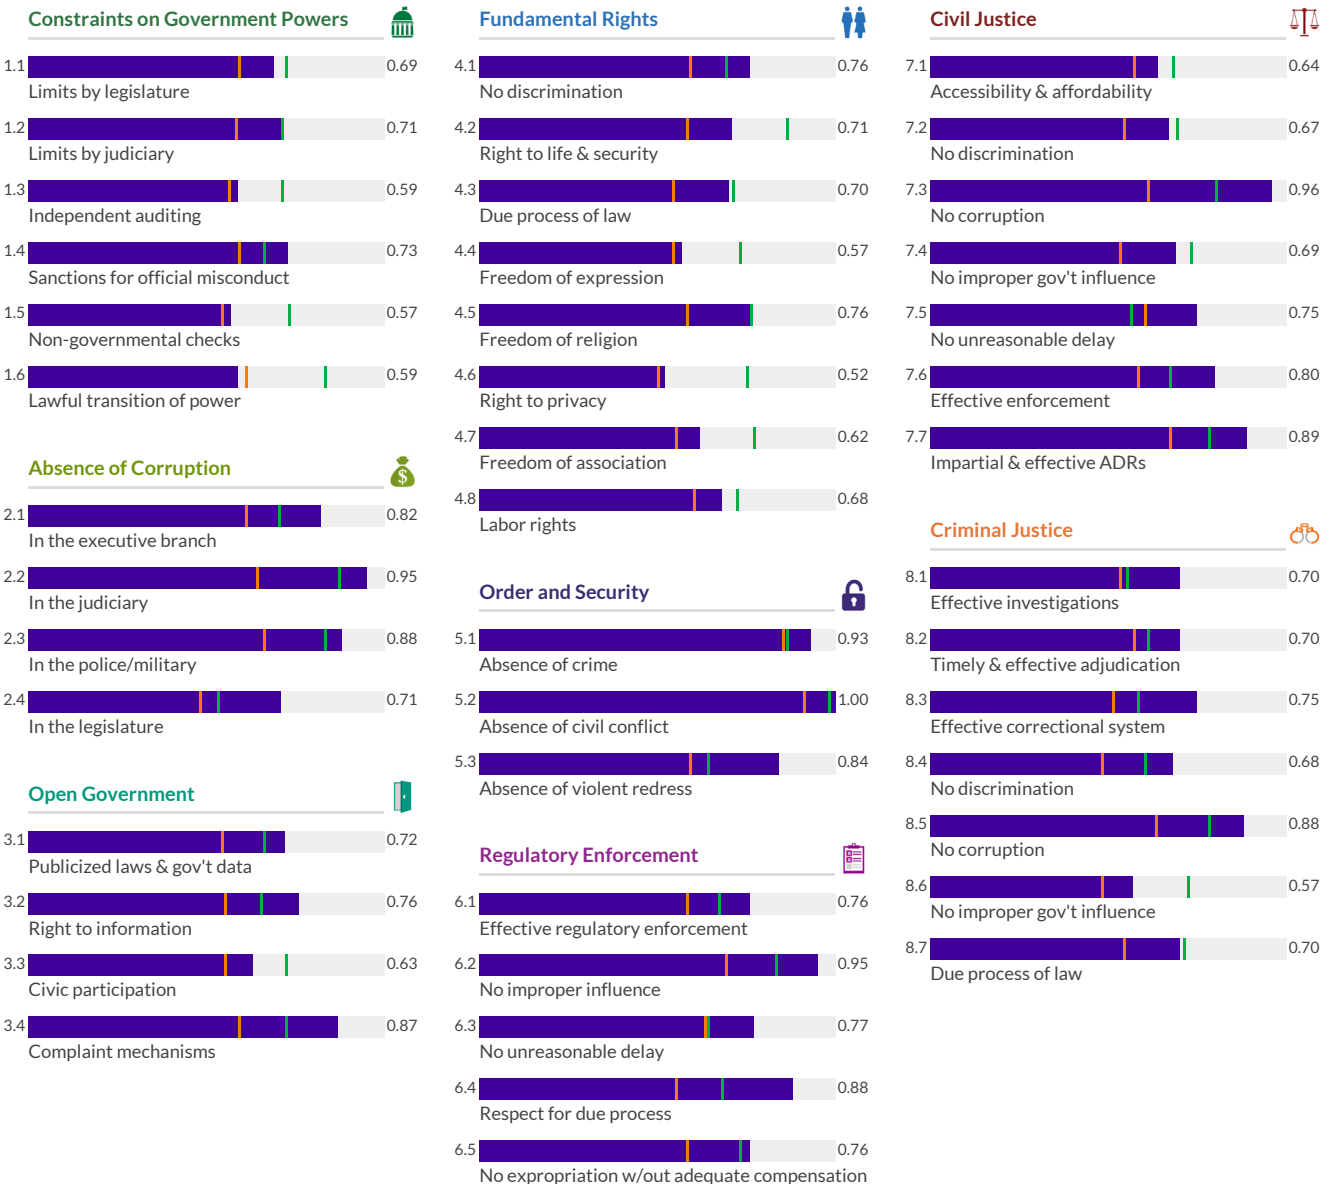 Constraints on Government Powers
1.1 0.69
Limits by legislature
1.2 0.71
Limits by judiciary
1.3 0.59
Independent auditing
1.4 0.73
Sanctions for official misconduct
1.5 0.57
Non-governmental checks
1.6 0.59
Lawful transition of power
Absence of Corruption
$
2.1 0.82
In the executive branch
2.2 0.95
In the judiciary
2.3 0.88
In the police/military
2.4 0.71
In the legislature
Open Government
3.1 0.72
Publicized laws & gov't data
3.2 0.76
Right to information
3.3 0.63
Civic participation
3.4 0.87
Complaint mechanisms
Fundamental Rights
4.1 0.76
No discrimination
4.2 0.71
Right to life & security
4.3 0.70
Due process of law
4.4 0.57
Freedom of expression
4.5 0.76
Freedom of religion
4.6 0.52
Right to privacy
4.7 0.62
Freedom of association
4.8 0.68
Labor rights
Order and Security
5.1 0.93
Absence of crime
5.2 1.00
Absence of civil conflict
5.3 0.84
Absence of violent redress
Regulatory Enforcement
6.1 0.76
Effective regulatory enforcement
6.2 0.95
No improper influence
6.3 0.77
No unreasonable delay
6.4 0.88
Respect for due process
6.5 0.76
No expropriation w/out adequate compensation
Civil Justice
7.1 0.64
Accessibility & affordability
7.2 0.67
No discrimination
7.3 0.96
No corruption
7.4 0.69
No improper gov't influence
7.5 0.75
No unreasonable delay
7.6 0.80
Effective enforcement
7.7 0.89
Impartial & effective ADRs
Criminal Justice
8.1 0.70
Effective investigations
8.2 0.70
Timely & effective adjudication
8.3 0.75
Effective correctional system
8.4 0.68
No discrimination
8.5 0.88
No corruption
8.6 0.57
No improper gov't influence
8.7 0.70
Due process of law